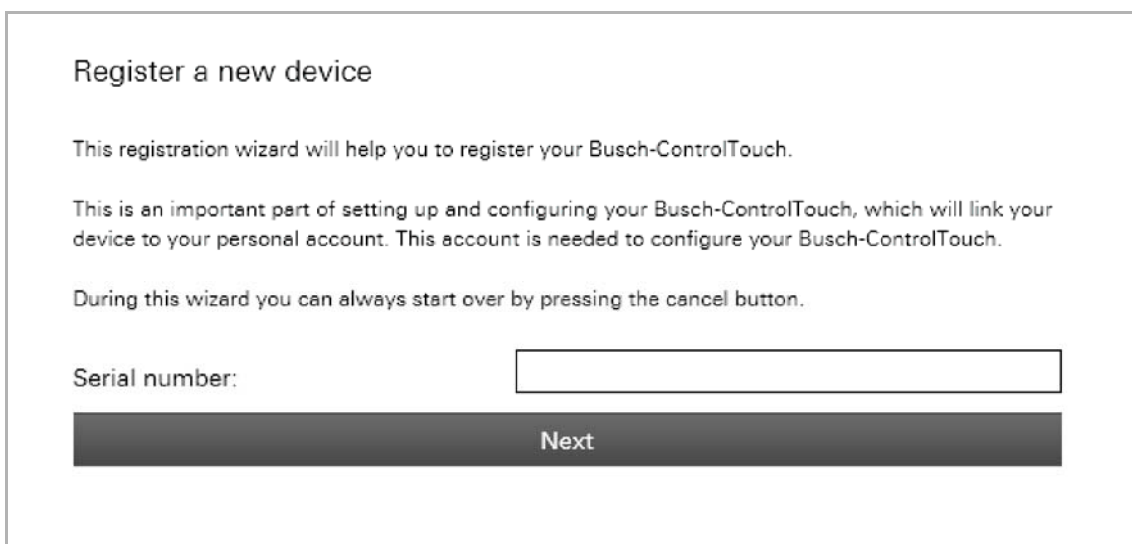 Register a new device
This registration wizard will help you to register your Busch-ControlTouch.
This is an important part of setting up and configuring your Busch-ControlTouch, which will link your
device to your personal account. This account is needed to configure your Busch-ControlTouch.
During this wizard you can always start over by pressing the cancel button.
Serial number:
Next